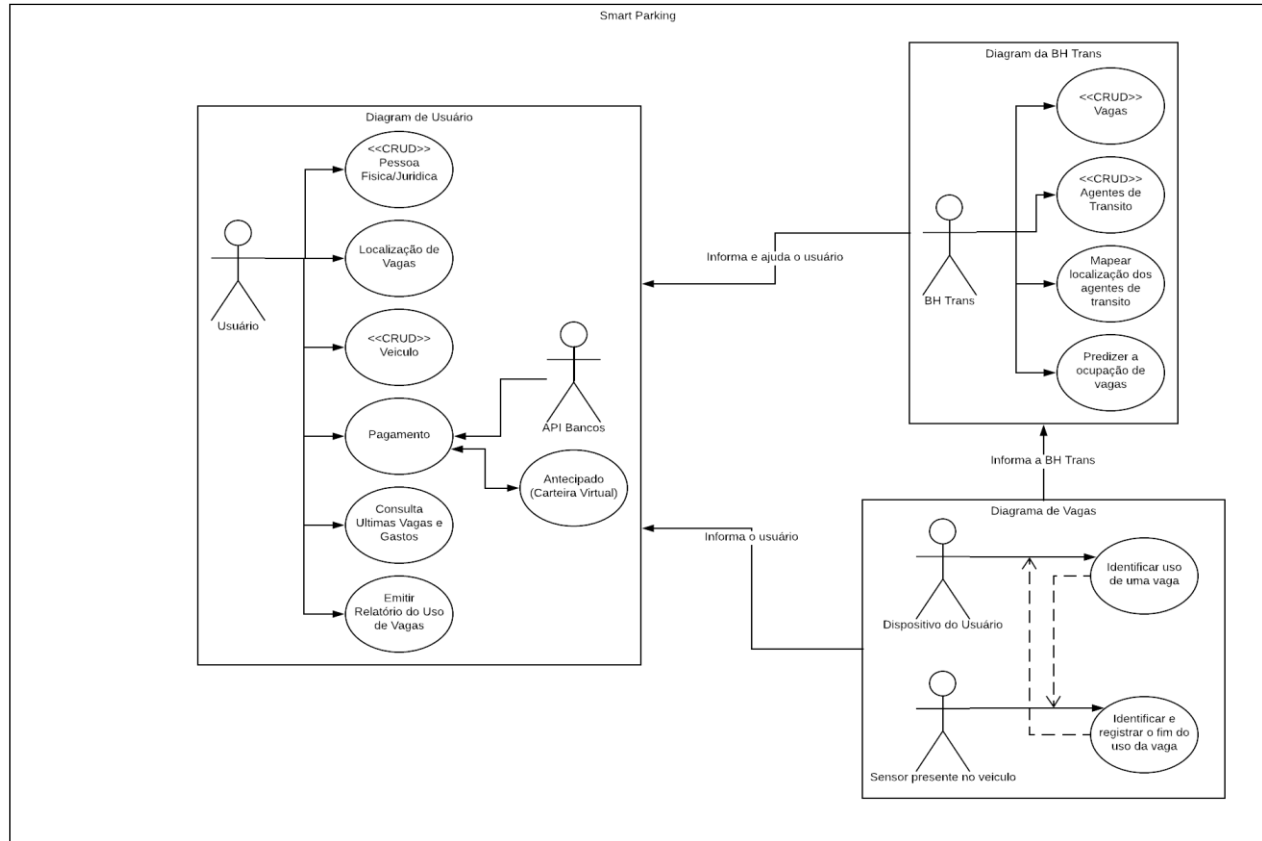 Smart Parking
Diagram de Usuário
<<CRUD>>
Pessoa
Fisica/Juridica
Localização de
Vagas
Usuário
<<CRUD>>
Veiculo
Pagamento
API Bancos
Antecipado
(Carteira Virtual)
Consulta
Ultimas Vagas e
Gastos
Emitir
Relatório do Uso
de Vagas
Informa e ajuda o usuário
Informa o usuário
Diagram da BH Trans
<<CRUD>>
Vagas
<<CRUD>>
Agentes de
Transito
BH Trans
Mapear
localização dos
agentes de
transito
Predizer a
ocupação de
vagas
Informa a BH Trans
Diagrama de Vagas
Identificar uso
de uma vaga
Dispositivo do Usuário
Identificar e
registrar o fim do
uso da vaga
Sensor presente no veiculo